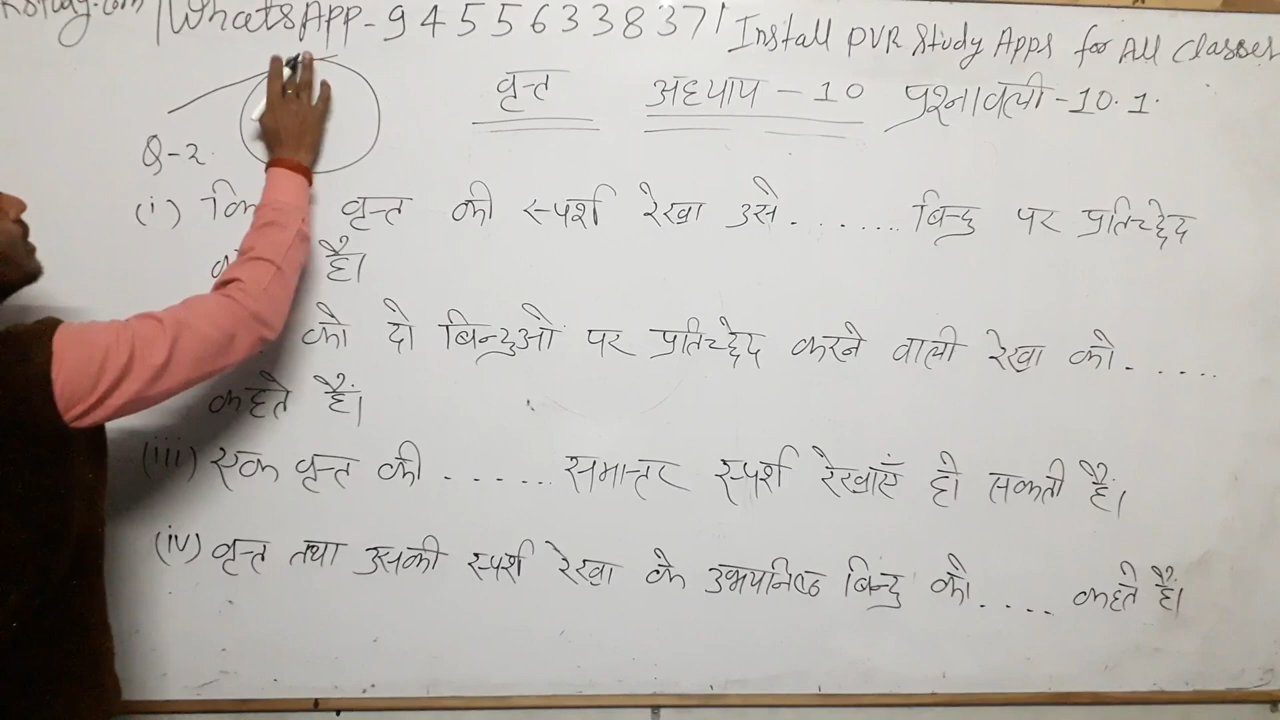 WhatsApp-9455633837 Install PVR Study Apps for All Classes
वृत्त अध्याय - 10 प्रश्नावली-10.1.
Q-2.
(i) वृत्त की स्पर्श रेखा उसे........ बिन्दु पर प्रतिच्छेद
है।
को दो बिन्दुओं पर प्रतिच्छेद करने वाली रेखा को......
कहते हैं।
(iii) एक वृत्त की ....... समान्तर स्पर्श रेखाएँ हो सकती हैं।
(iv) वृत्त तथा उसकी स्पर्श रेखा के उभयनिष्ठ बिन्दु को..... कहते हैं।